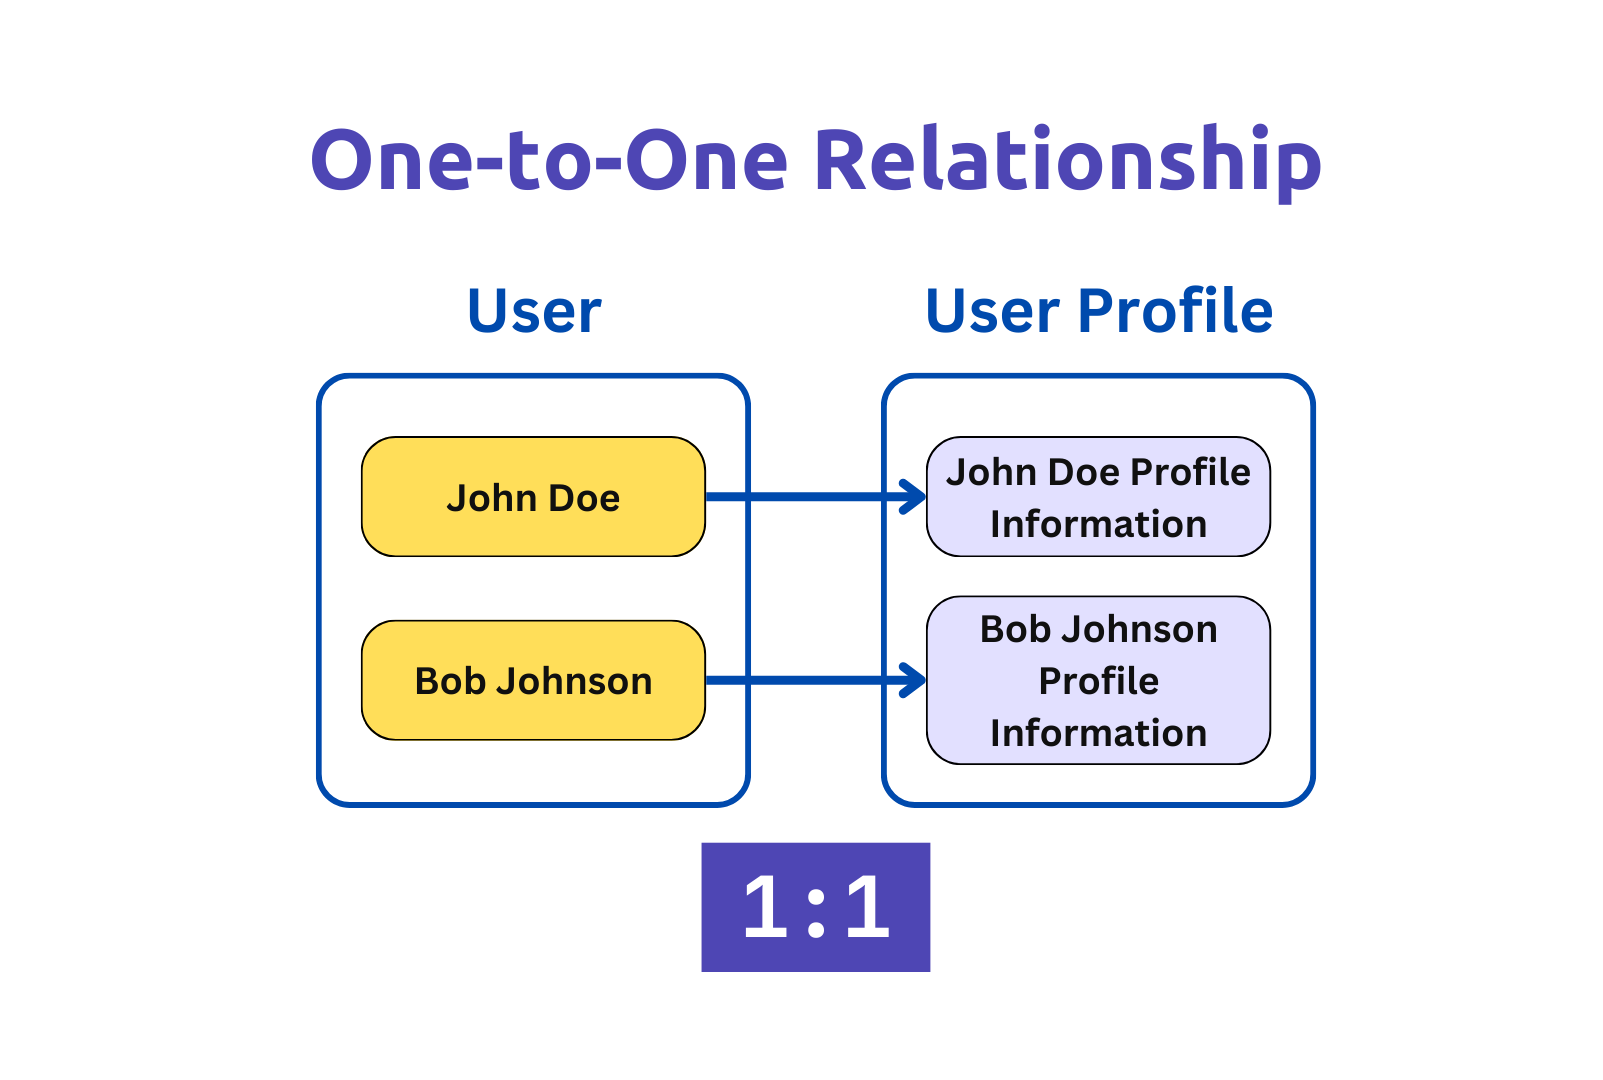 One-to-One Relationship
User
User Profile
John Doe
John Doe Profile
Information
Bob Johnson
Bob Johnson
Profile
Information
1:1